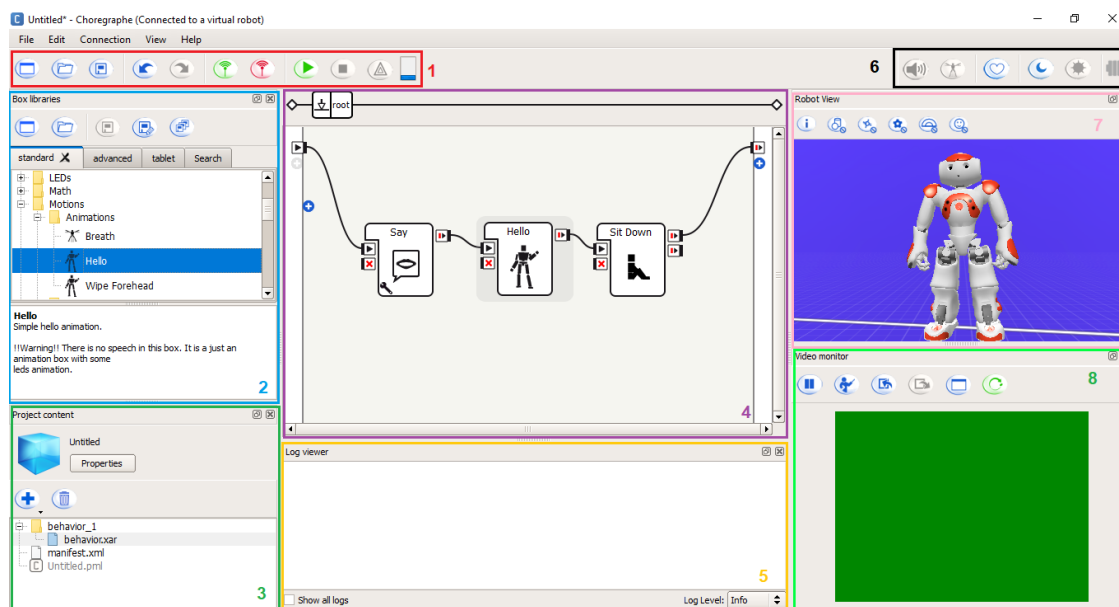 Untitled* - Choregraphe (Connected to a virtual robot)
File Edit Connection View Help
1
6
Box libraries
standard advanced tablet Search
LEDs
Math
Motions
Animations
Breath
Hello
Wipe Forehead
Hello
Simple hello animation.
!!Warning!! There is no speech in this box. It is a just an
animation box with some
leds animation.
2
Project content
Untitled
Properties
behavior_1
behavior.xar
manifest.xml
Untitled.pml
3
root
Say
Hello
Sit Down
4
Log viewer
5
Show all logs
Log Level: Info
Robot View
7
Video monitor
8